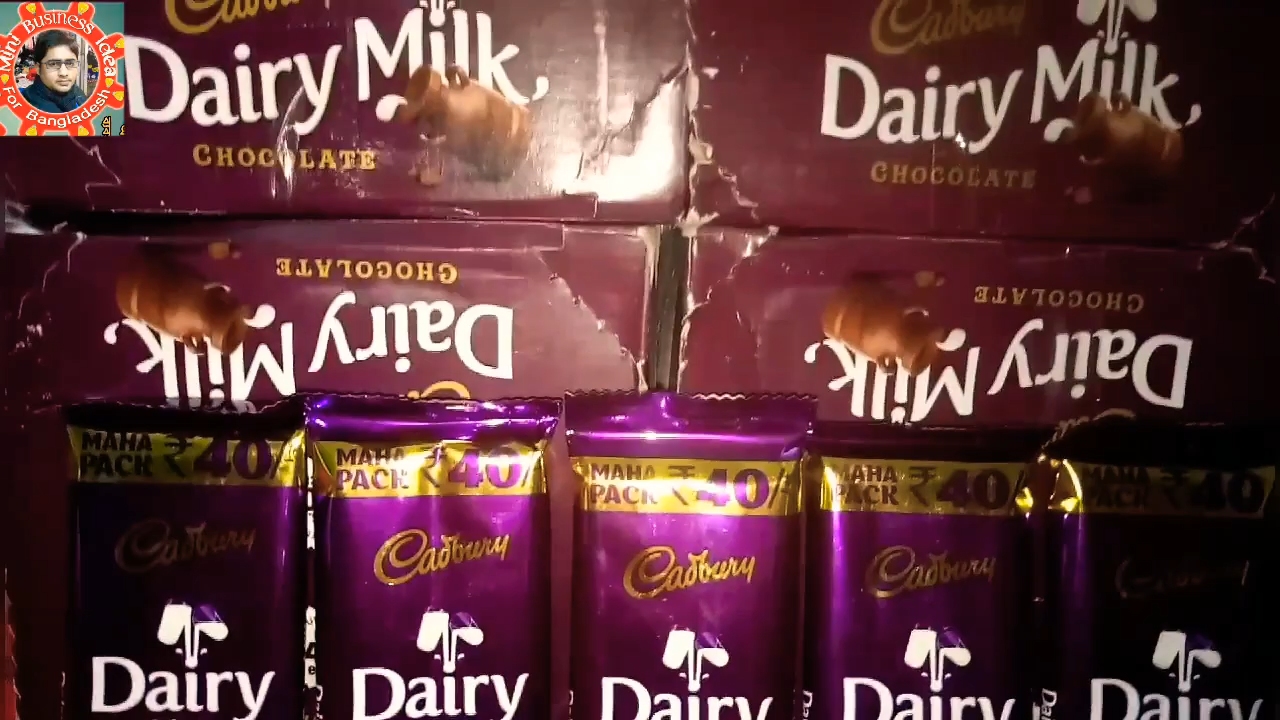 Mini Business Idea
For Bangladesh
Cadbury
Dairy Milk
CHOCOLATE
Cadbury
Dairy Milk
CHOCOLATE
CHOCOLATE
Dairy Milk
CHOCOLATE
Dairy Milk
MAHA
PACK ₹40/-
Cadbury
Dairy
MAHA
PACK ₹40/
Cadbury
Dairy
MAHA
PACK ₹40/-
Cadbury
Dairy
MAHA
PACK ₹40/
Cadbury
Dairy
MAHA
PACK ₹40
Cadbury
Dairy